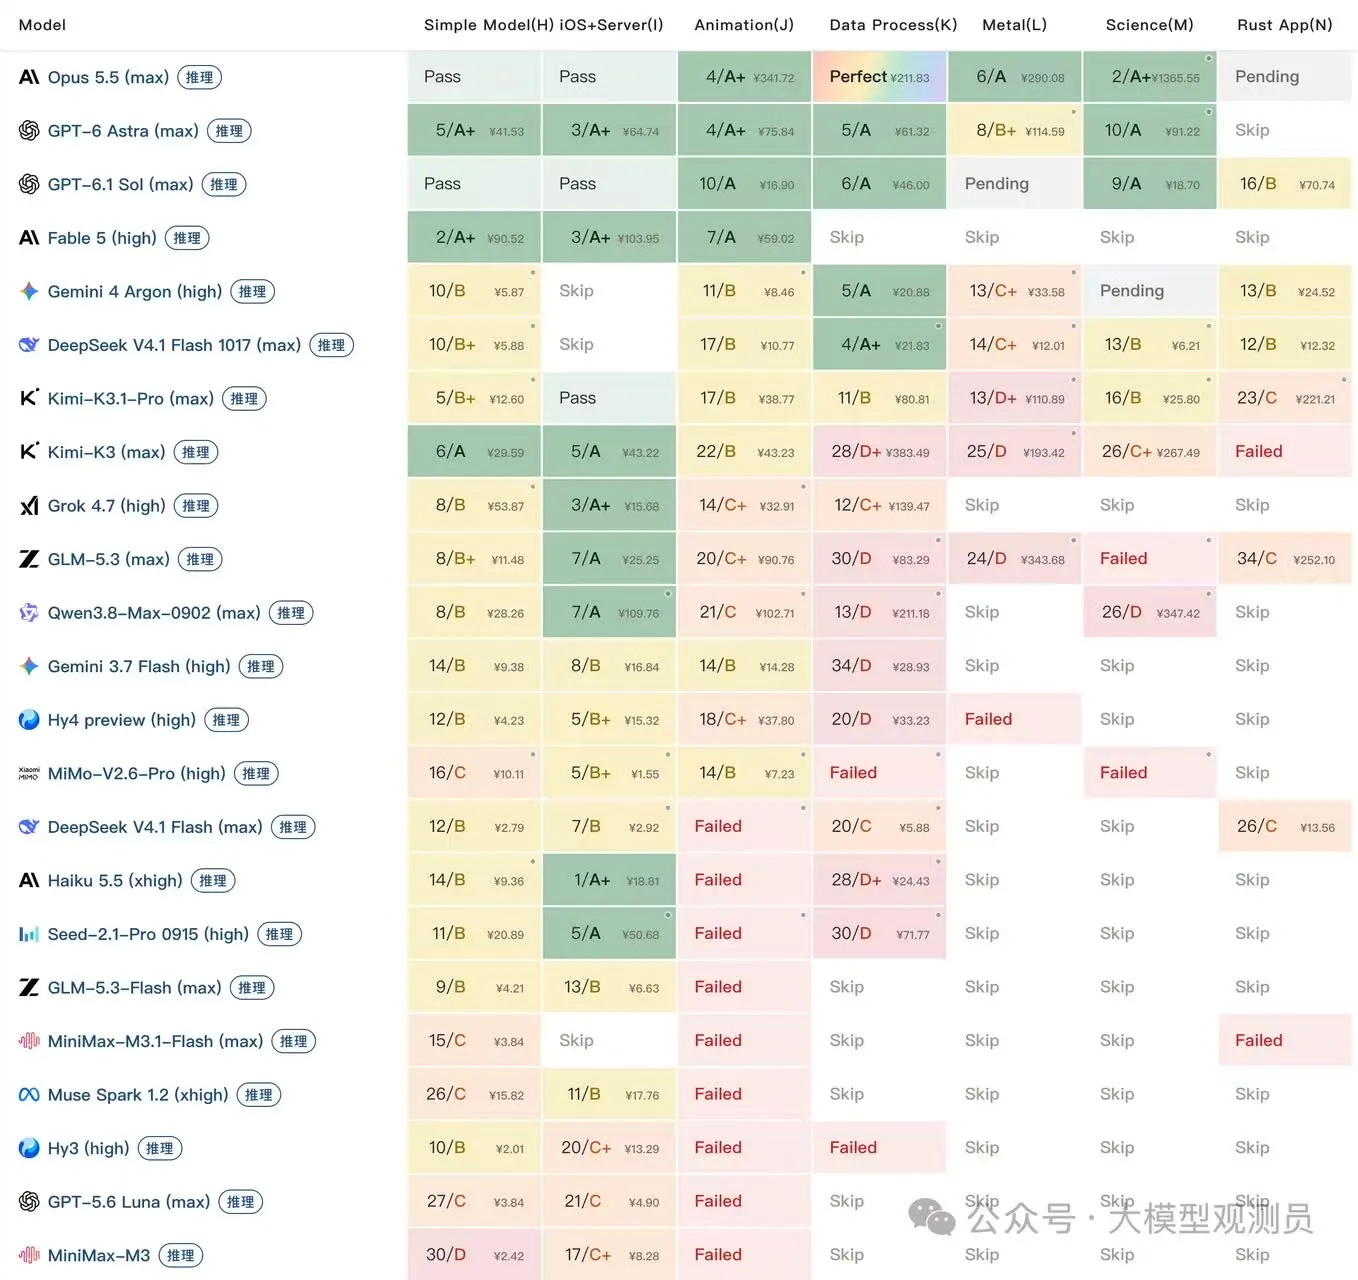 Model Simple Model(H) iOS+Server(I) Animation(J) Data Process(K) Metal(L) Science(M) Rust App(N)
Opus 5.5 (max) 推理 Pass Pass 4/A+ ¥341.72 Perfect ¥211.83 6/A ¥290.08 2/A+ ¥1365.55 Pending
GPT-6 Astra (max) 推理 5/A+ ¥41.53 3/A+ ¥64.74 4/A+ ¥75.84 5/A ¥61.32 8/B+ ¥114.59 10/A ¥91.22 Skip
GPT-6.1 Sol (max) 推理 Pass Pass 10/A ¥16.90 6/A ¥46.00 Pending 9/A ¥18.70 16/B ¥70.74
Fable 5 (high) 推理 2/A+ ¥90.52 3/A+ ¥103.95 7/A ¥59.02 Skip Skip Skip Skip
Gemini 4 Argon (high) 推理 10/B ¥5.87 Skip 11/B ¥8.46 5/A ¥20.88 13/C+ ¥33.58 Pending 13/B ¥24.52
DeepSeek V4.1 Flash 1017 (max) 推理 10/B+ ¥5.88 Skip 17/B ¥10.77 4/A+ ¥21.83 14/C+ ¥12.01 13/B ¥6.21 12/B ¥12.32
Kimi-K3.1-Pro (max) 推理 5/B+ ¥12.60 Pass 17/B ¥38.77 11/B ¥80.81 13/D+ ¥110.89 16/B ¥25.80 23/C ¥221.21
Kimi-K3 (max) 推理 6/A ¥29.59 5/A ¥43.22 22/B ¥43.23 28/D+ ¥383.49 25/D ¥193.42 26/C+ ¥267.49 Failed
Grok 4.7 (high) 推理 8/B ¥53.87 3/A+ ¥15.68 14/C+ ¥32.91 12/C+ ¥139.47 Skip Skip Skip
GLM-5.3 (max) 推理 8/B+ ¥11.48 7/A ¥25.25 20/C+ ¥90.76 30/D ¥83.29 24/D ¥343.68 Failed 34/C ¥252.10
Qwen3.8-Max-0902 (max) 推理 8/B ¥28.26 7/A ¥109.76 21/C ¥102.71 13/D ¥211.18 Skip 26/D ¥347.42 Skip
Gemini 3.7 Flash (high) 推理 14/B ¥9.38 8/B ¥16.84 14/B ¥14.28 34/D ¥28.93 Skip Skip Skip
Hy4 preview (high) 推理 12/B ¥4.23 5/B+ ¥15.32 18/C+ ¥37.80 20/D ¥33.23 Failed Skip Skip
Xiaomi MIMO MiMo-V2.6-Pro (high) 推理 16/C ¥10.11 5/B+ ¥1.55 14/B ¥7.23 Failed Skip Failed Skip
DeepSeek V4.1 Flash (max) 推理 12/B ¥2.79 7/B ¥2.92 Failed 20/C ¥5.88 Skip Skip 26/C ¥13.56
Haiku 5.5 (xhigh) 推理 14/B ¥9.36 1/A+ ¥18.81 Failed 28/D+ ¥24.43 Skip Skip Skip
Seed-2.1-Pro 0915 (high) 推理 11/B ¥20.89 5/A ¥50.68 Failed 30/D ¥71.77 Skip Skip Skip
GLM-5.3-Flash (max) 推理 9/B ¥4.21 13/B ¥6.63 Failed Skip Skip Skip Skip
MiniMax-M3.1-Flash (max) 推理 15/C ¥3.84 Skip Failed Skip Skip Skip Failed
Muse Spark 1.2 (xhigh) 推理 26/C ¥15.82 11/B ¥17.76 Failed Skip Skip Skip Skip
Hy3 (high) 推理 10/B ¥2.01 20/C+ ¥13.29 Failed Failed Skip Skip Skip
GPT-5.6 Luna (max) 推理 27/C ¥3.84 21/C ¥4.90 Failed Skip Skip Skip Skip
公众号 · 大模型观测员
MiniMax-M3 推理 30/D ¥2.42 17/C+ ¥8.28 Failed Skip Skip Skip Skip